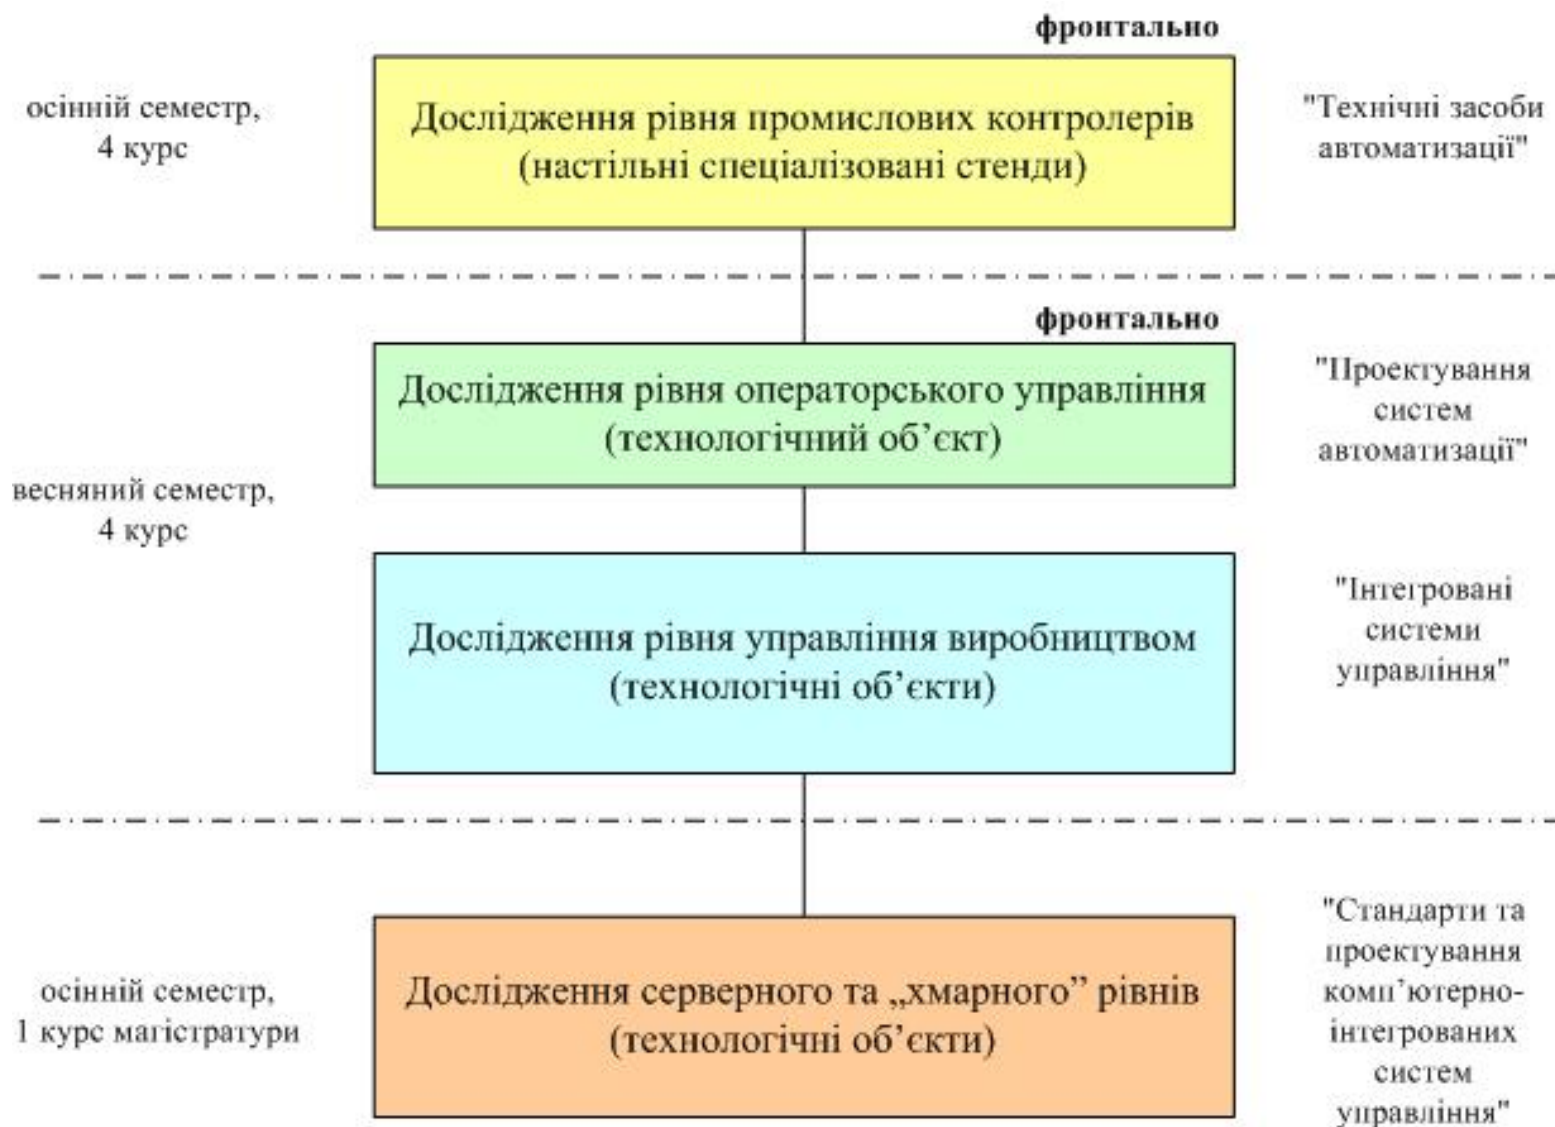 фронтально
осінній семестр,
4 курс
Дослідження рівня промислових контролерів
(настільні спеціалізовані стенди)
"Технічні засоби
автоматизації"
фронтально
весняний семестр,
4 курс
Дослідження рівня операторського управління
(технологічний об’єкт)
"Проектування
систем
автоматизації"
Дослідження рівня управління виробництвом
(технологічні об’єкти)
"Інтегровані
системи
управління"
осінній семестр,
1 курс магістратури
Дослідження серверного та „хмарного” рівнів
(технологічні об’єкти)
"Стандарти та
проектування
комп’ютерно-
інтегрованих
систем
управління"